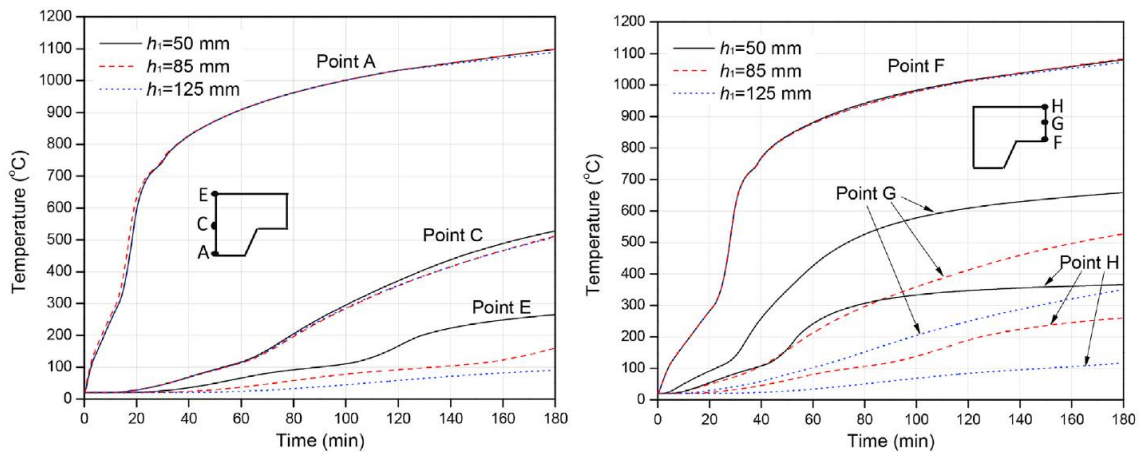 1200
1100
1000
900
800
700
600
500
400
300
200
100
0
Temperature (°C)
h₁=50 mm
h₁=85 mm
h₁=125 mm
Point A
E
C
A
Point C
Point E
0 20 40 60 80 100 120 140 160 180
Time (min)
1200
1100
1000
900
800
700
600
500
400
300
200
100
0
Temperature (°C)
h₁=50 mm
h₁=85 mm
h₁=125 mm
Point F
H
G
F
Point G
Point H
0 20 40 60 80 100 120 140 160 180
Time (min)